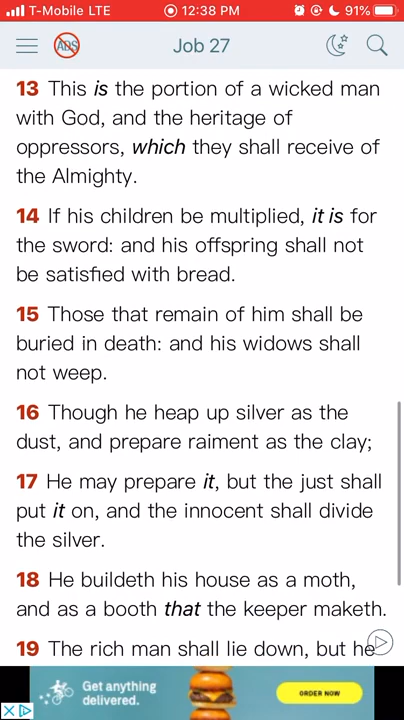 T-Mobile LTE 12:38 PM 91%
ADS Job 27
13 This is the portion of a wicked man
with God, and the heritage of
oppressors, which they shall receive of
the Almighty.
14 If his children be multiplied, it is for
the sword: and his offspring shall not
be satisfied with bread.
15 Those that remain of him shall be
buried in death: and his widows shall
not weep.
16 Though he heap up silver as the
dust, and prepare raiment as the clay;
17 He may prepare it, but the just shall
put it on, and the innocent shall divide
the silver.
18 He buildeth his house as a moth,
and as a booth that the keeper maketh.
19 The rich man shall lie down, but he
Get anything
delivered.
ORDER NOW